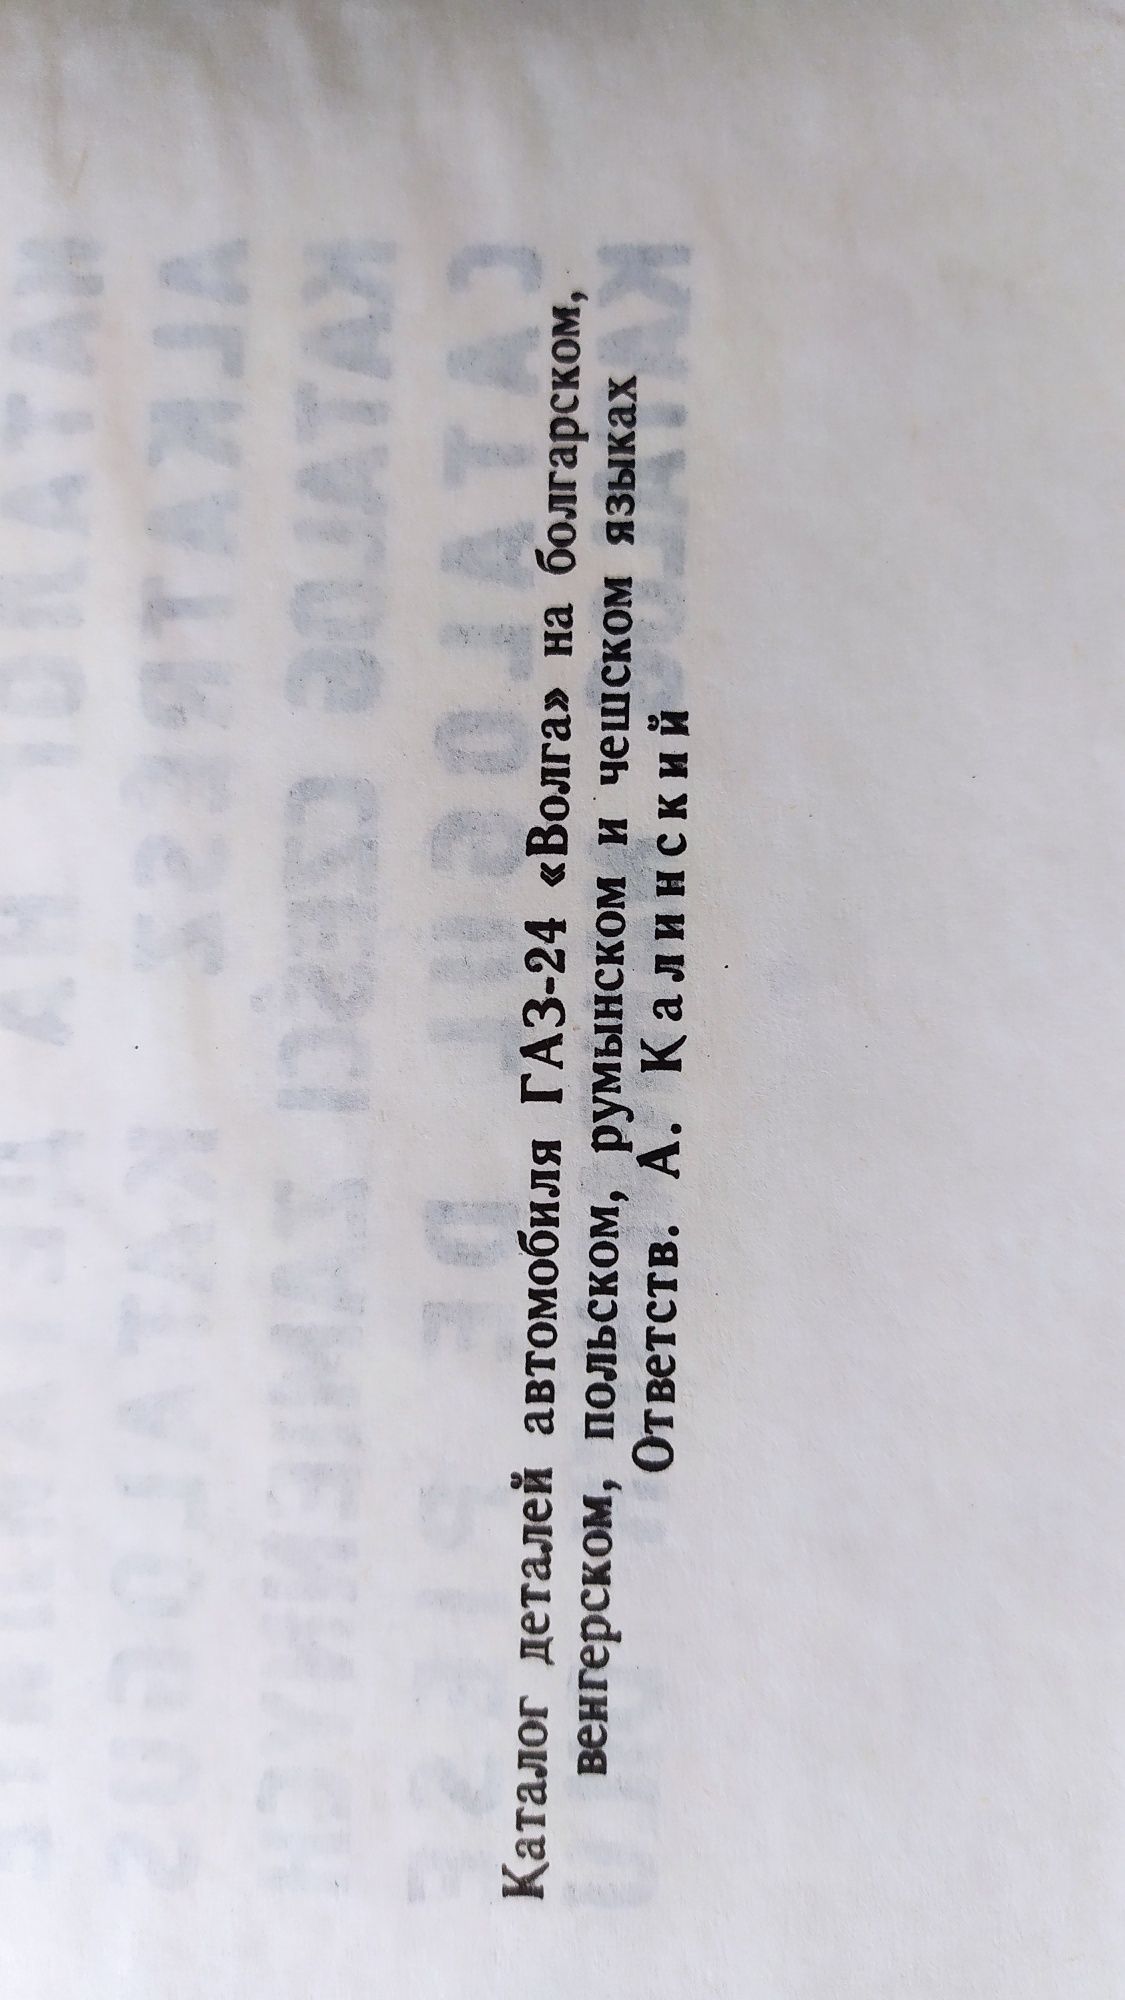 Каталог деталей автомобиля ГАЗ-24 «Волга» на болгарском,
венгерском, польском, румынском и чешском языках
Ответств. А. Калинский